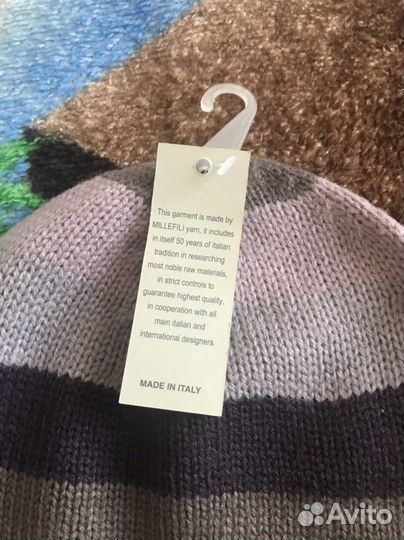 This garment is made by
MILLEFILI yarn, it includes
in itself 50 years of italian
tradition in researching
most noble raw materials,
in strict controls to
guarantee highest quality,
in cooperation with all
main italian and
international designers.
MADE IN ITALY
Avito